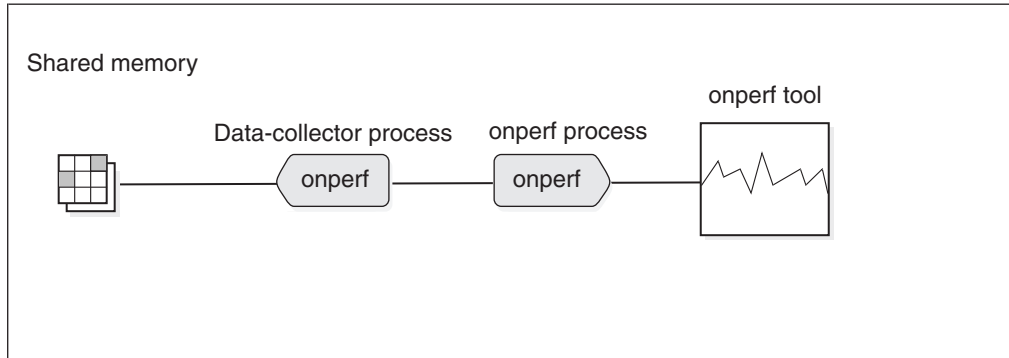 Shared memory
onperf tool
Data-collector process
onperf process
onperf
onperf